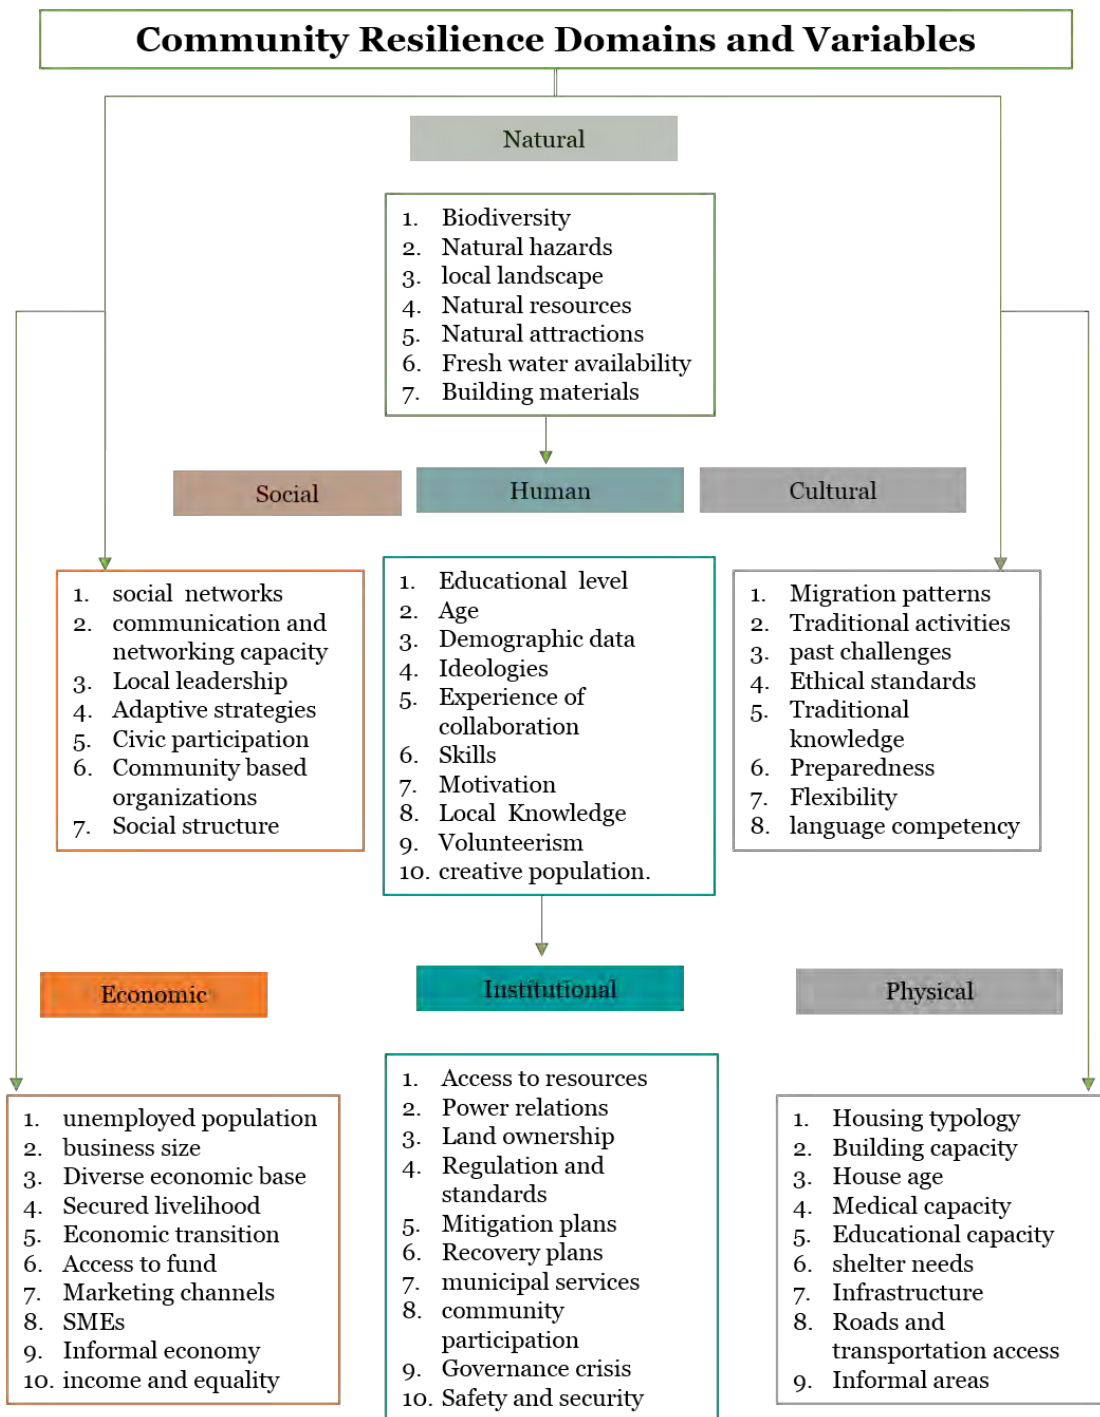 Community Resilience Domains and Variables
Natural
1. Biodiversity
2. Natural hazards
3. local landscape
4. Natural resources
5. Natural attractions
6. Fresh water availability
7. Building materials
Social
Human
Cultural
1. social networks
2. communication and
networking capacity
3. Local leadership
4. Adaptive strategies
5. Civic participation
6. Community based
organizations
7. Social structure
1. Educational level
2. Age
3. Demographic data
4. Ideologies
5. Experience of
collaboration
6. Skills
7. Motivation
8. Local Knowledge
9. Volunteerism
10. creative population.
1. Migration patterns
2. Traditional activities
3. past challenges
4. Ethical standards
5. Traditional
knowledge
6. Preparedness
7. Flexibility
8. language competency
Economic
Institutional
Physical
1. unemployed population
2. business size
3. Diverse economic base
4. Secured livelihood
5. Economic transition
6. Access to fund
7. Marketing channels
8. SMEs
9. Informal economy
10. income and equality
1. Access to resources
2. Power relations
3. Land ownership
4. Regulation and
standards
5. Mitigation plans
6. Recovery plans
7. municipal services
8. community
participation
9. Governance crisis
10. Safety and security
1. Housing typology
2. Building capacity
3. House age
4. Medical capacity
5. Educational capacity
6. shelter needs
7. Infrastructure
8. Roads and
transportation access
9. Informal areas